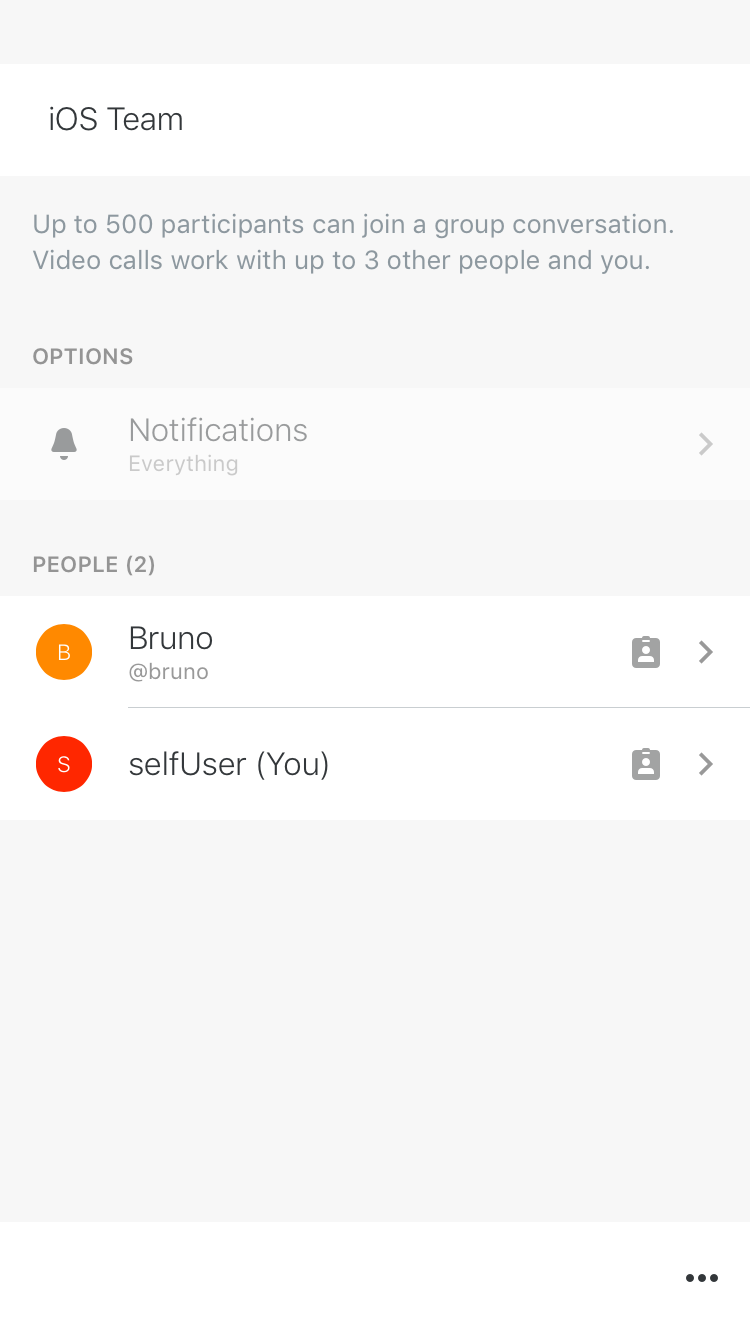 iOS Team
Up to 500 participants can join a group conversation.
Video calls work with up to 3 other people and you.
OPTIONS
Notifications
Everything
PEOPLE (2)
B
Bruno
@bruno
S
selfUser (You)